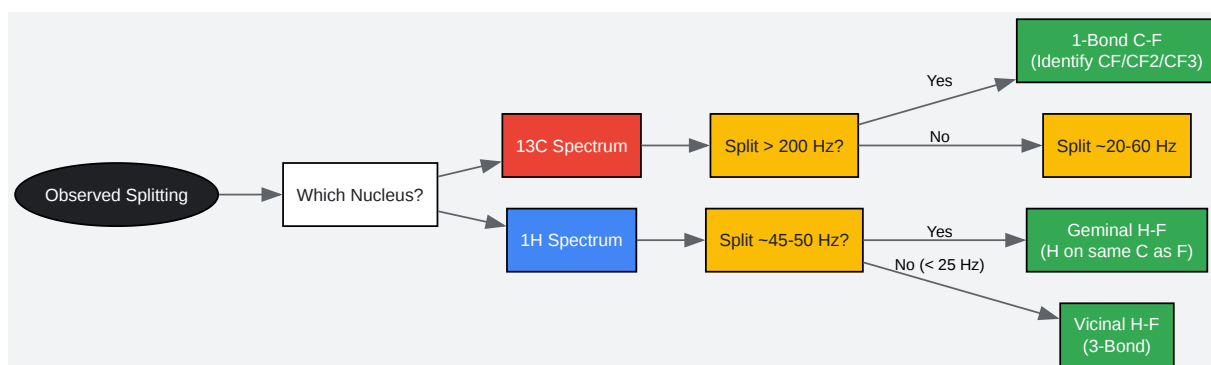 Observed Splitting
Which Nucleus?
13C Spectrum
Split > 200 Hz?
Yes
1-Bond C-F
(Identify CF/CF2/CF3)
No
Split ~20-60 Hz
1H Spectrum
Split ~45-50 Hz?
Yes
Geminal H-F
(H on same C as F)
No (< 25 Hz)
Vicinal H-F
(3-Bond)